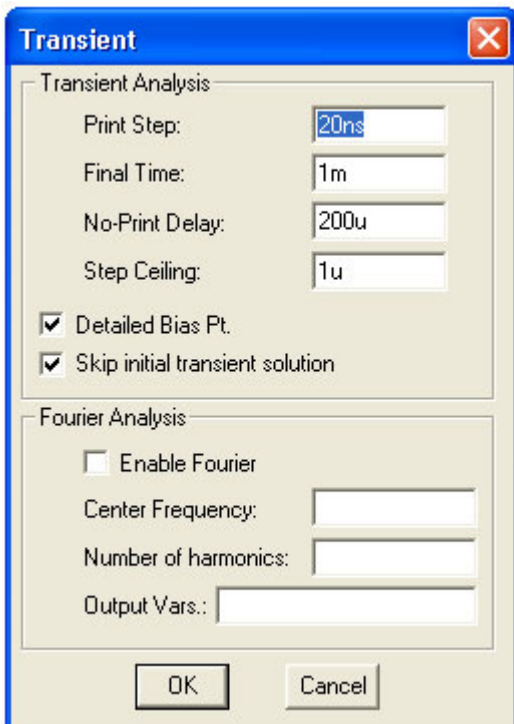 Transient
Transient Analysis
Print Step: 20ns
Final Time: 1m
No-Print Delay: 200u
Step Ceiling: 1u
Detailed Bias Pt.
Skip initial transient solution
Fourier Analysis
Enable Fourier
Center Frequency:
Number of harmonics:
Output Vars.:
OK Cancel